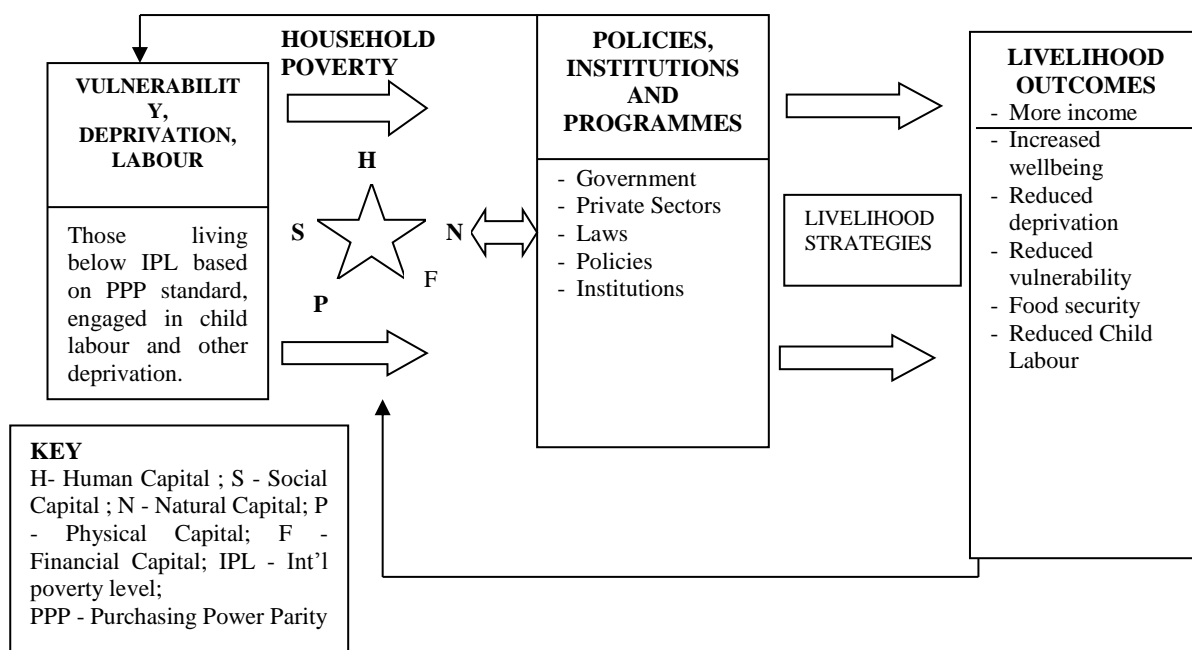 VULNERABILIT
Y,
DEPRIVATION,
LABOUR
Those living
below IPL based
on PPP standard,
engaged in child
labour and other
deprivation.
HOUSEHOLD
POVERTY
H
S
N
F
P
POLICIES,
INSTITUTIONS
AND
PROGRAMMES
- Government
- Private Sectors
- Laws
- Policies
- Institutions
LIVELIHOOD
STRATEGIES
LIVELIHOOD
OUTCOMES
- More income
- Increased
wellbeing
- Reduced
deprivation
- Reduced
vulnerability
- Food security
- Reduced Child
Labour
KEY
H- Human Capital ; S - Social
Capital ; N - Natural Capital; P
- Physical Capital; F -
Financial Capital; IPL - Int'l
poverty level;
PPP - Purchasing Power Parity